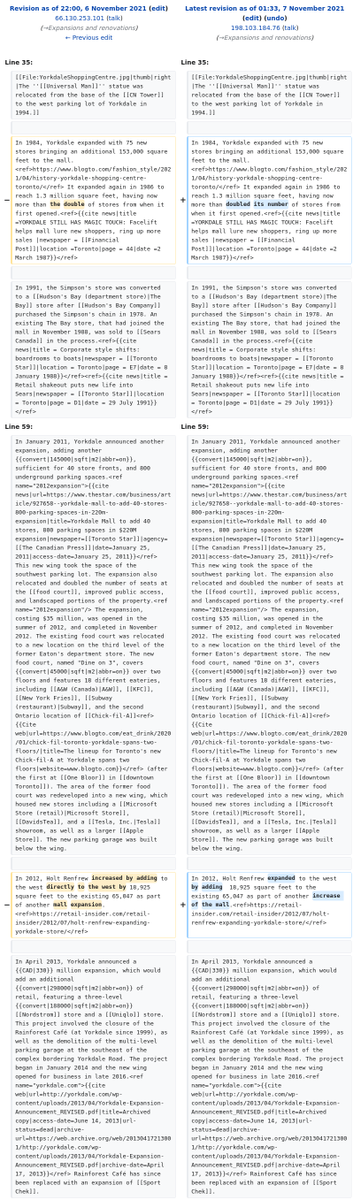 Revision as of 22:00, 6 November 2021 (edit)
66.130.253.101 (talk)
(→Expansions and renovations)
← Previous edit
Latest revision as of 01:33, 7 November 2021
(edit) (undo)
198.103.184.76 (talk)
(→Expansions and renovations)
Line 35:
Line 35:
[[File:YorkdaleShoppingCentre.jpg|thumb|right
|The ''[[Universal Man]]'' statue was
relocated from the base of the [[CN Tower]]
to the west parking lot of Yorkdale in
1994.]]
[[File:YorkdaleShoppingCentre.jpg|thumb|right
|The ''[[Universal Man]]'' statue was
relocated from the base of the [[CN Tower]]
to the west parking lot of Yorkdale in
1994.]]
−
In 1984, Yorkdale expanded with 75 new
stores bringing an additional 153,000 square
feet to the mall.
<ref>https://www.blogto.com/fashion_style/202
1/04/history-yorkdale-shopping-centre-
toronto/</ref> It expanded again in 1986 to
reach 1.3 million square feet, having now
more than the double of stores from when it
first opened.<ref>{{cite news|title
=YORKDALE STILL HAS MAGIC TOUCH: Facelift
helps mall lure new shoppers, ring up more
sales |newspaper = [[Financial
Post]]|location =Toronto|page = 44|date =2
March 1987}}</ref>
+
In 1984, Yorkdale expanded with 75 new
stores bringing an additional 153,000 square
feet to the mall.
<ref>https://www.blogto.com/fashion_style/202
1/04/history-yorkdale-shopping-centre-
toronto/</ref> It expanded again in 1986 to
reach 1.3 million square feet, having now
more than doubled its number of stores from
when it first opened.<ref>{{cite news|title
=YORKDALE STILL HAS MAGIC TOUCH: Facelift
helps mall lure new shoppers, ring up more
sales |newspaper = [[Financial
Post]]|location =Toronto|page = 44|date =2
March 1987}}</ref>
In 1991, the Simpson's store was converted
to a [[Hudson's Bay (department store)|The
Bay]] store after [[Hudson's Bay Company]]
purchased the Simpson's chain in 1978. An
existing The Bay store, that had joined the
mall in November 1988, was sold to [[Sears
Canada]] in the process.<ref>{{cite
news|title = Corporate style shifts:
boardrooms to boats|newspaper = [[Toronto
Star]]|location = Toronto|page = E7|date = 8
January 1988}}</ref><ref>{{cite news|title =
Retail shakeout puts new life into
Sears|newspaper = [[Toronto Star]]|location
= Toronto|page = D1|date = 29 July 1991}}
</ref>
In 1991, the Simpson's store was converted
to a [[Hudson's Bay (department store)|The
Bay]] store after [[Hudson's Bay Company]]
purchased the Simpson's chain in 1978. An
existing The Bay store, that had joined the
mall in November 1988, was sold to [[Sears
Canada]] in the process.<ref>{{cite
news|title = Corporate style shifts:
boardrooms to boats|newspaper = [[Toronto
Star]]|location = Toronto|page = E7|date = 8
January 1988}}</ref><ref>{{cite news|title =
Retail shakeout puts new life into
Sears|newspaper = [[Toronto Star]]|location
= Toronto|page = D1|date = 29 July 1991}}
</ref>
Line 59:
Line 59:
In January 2011, Yorkdale announced another
expansion, adding another
{{convert|145000|sqft|m2|abbr=on}},
sufficient for 40 store fronts, and 800
underground parking spaces.<ref
name="2012expansion">{{cite
news|url=https://www.thestar.com/business/art
icle/927658--yorkdale-mall-to-add-40-stores-
800-parking-spaces-in-220m-
expansion|title=Yorkdale Mall to add 40
stores, 800 parking spaces in $220M
expansion|newspaper=[[Toronto Star]]|agency=
[[The Canadian Press]]|date=January 25,
2011|access-date=January 25, 2011}}</ref>
This new wing took the space of the
southwest parking lot. The expansion also
relocated and doubled the number of seats at
the [[food court]], improved public access,
and landscaped portions of the property.<ref
name="2012expansion"/> The expansion,
costing $35 million, was opened in the
summer of 2012, and completed in November
2012. The existing food court was relocated
to a new location on the third level of the
former Eaton's department store. The new
food court, named "Dine on 3", covers
{{convert|45000|sqft|m2|abbr=on}} over two
floors and features 18 different eateries,
including [[A&W (Canada)|A&W]], [[KFC]],
[[New York Fries]], [[Subway
(restaurant)|Subway]], and the second
Ontario location of [[Chick-fil-A]]<ref>
{{Cite
web|url=https://www.blogto.com/eat_drink/2020
/01/chick-fil-toronto-yorkdale-spans-two-
floors/|title=The lineup for Toronto's new
Chick-fil-A at Yorkdale spans two
floors|website=www.blogto.com}}</ref> (after
the first at [[One Bloor]] in [[downtown
Toronto]]). The area of the former food
court was redeveloped into a new wing, which
housed new stores including a [[Microsoft
Store (retail)|Microsoft]],
[[DavidsTea]], and a [[Tesla, Inc.|Tesla]]
showroom, as well as a larger [[Apple
Store]]. The new parking garage was built
below the wing.
In January 2011, Yorkdale announced another
expansion, adding another
{{convert|145000|sqft|m2|abbr=on}},
sufficient for 40 store fronts, and 800
underground parking spaces.<ref
name="2012expansion">{{cite
news|url=https://www.thestar.com/business/art
icle/927658--yorkdale-mall-to-add-40-stores-
800-parking-spaces-in-220m-
expansion|title=Yorkdale Mall to add 40
stores, 800 parking spaces in $220M
expansion|newspaper=[[Toronto Star]]|agency=
[[The Canadian Press]]|date=January 25,
2011|access-date=January 25, 2011}}</ref>
This new wing took the space of the
southwest parking lot. The expansion also
relocated and doubled the number of seats at
the [[food court]], improved public access,
and landscaped portions of the property.<ref
name="2012expansion"/> The expansion,
costing $35 million, was opened in the
summer of 2012, and completed in November
2012. The existing food court was relocated
to a new location on the third level of the
former Eaton's department store. The new
food court, named "Dine on 3", covers
{{convert|45000|sqft|m2|abbr=on}} over two
floors and features 18 different eateries,
including [[A&W (Canada)|A&W]], [[KFC]],
[[New York Fries]], [[Subway
(restaurant)|Subway]], and the second
Ontario location of [[Chick-fil-A]]<ref>
{{Cite
web|url=https://www.blogto.com/eat_drink/2020
/01/chick-fil-toronto-yorkdale-spans-two-
floors/|title=The lineup for Toronto's new
Chick-fil-A at Yorkdale spans two
floors|website=www.blogto.com}}</ref> (after
the first at [[One Bloor]] in [[downtown
Toronto]]). The area of the former food
court was redeveloped into a new wing, which
housed new stores including a [[Microsoft
Store (retail)|Microsoft]],
[[DavidsTea]], and a [[Tesla, Inc.|Tesla]]
showroom, as well as a larger [[Apple
Store]]. The new parking garage was built
below the wing.
−
In 2012, Holt Renfrew increased by adding to
the west directly to the west by 18,925
square feet to the existing 65,047 as part
of another mall expansion.
<ref>https://retail-
insider.com/retail-
insider/2012/07/holt-renfrew-expanding-
yorkdale-store/</ref>
+
In 2012, Holt Renfrew expanded to the west
by adding 18,925 square feet to the
existing 65,047 as part of another increase
of the mall.<ref>https://retail-
insider.com/retail-insider/2012/07/holt-
renfrew-expanding-yorkdale-store/</ref>
In April 2013, Yorkdale announced a
{{CAD|330}} million expansion, which would
add an additional
{{convert|298000|sqft|m2|abbr=on}}
of retail, featuring a three-level
{{convert|188000|sqft|m2|abbr=on}}
[[Nordstrom]] store and a [[Uniqlo]] store.
This project involved the closure of the
Rainforest Café (at Yorkdale since 1999), as
well as the demolition of the multi-level
parking garage at the southeast of the
complex bordering Yorkdale Road. The project
began in January 2014 and the new wing
opened for business in late 2016.<ref
name="yorkdale.com">{{cite
web|url=http://yorkdale.com/wp-
content/uploads/2013/04/Yorkdale-Expansion-
Announcement_REVISED.pdf|title=Archived
copy|access-date=June 14, 2013|url-
status=dead|archive-
url=https://web.archive.org/web/2013041721380
1/http://yorkdale.com/wp-
content/uploads/2013/04/Yorkdale-Expansion-
Announcement_REVISED.pdf|archive-date=April
17, 2013}}</ref> Rainforest Café has since
been replaced with an expansion of [[Sport
Chek]].
In April 2013, Yorkdale announced a
{{CAD|330}} million expansion, which would
add an additional
{{convert|298000|sqft|m2|abbr=on}}
of retail, featuring a three-level
{{convert|188000|sqft|m2|abbr=on}}
[[Nordstrom]] store and a [[Uniqlo]] store.
This project involved the closure of the
Rainforest Café (at Yorkdale since 1999), as
well as the demolition of the multi-level
parking garage at the southeast of the
complex bordering Yorkdale Road. The project
began in January 2014 and the new wing
opened for business in late 2016.<ref
name="yorkdale.com">{{cite
web|url=http://yorkdale.com/wp-
content/uploads/2013/04/Yorkdale-Expansion-
Announcement_REVISED.pdf|title=Archived
copy|access-date=June 14, 2013|url-
status=dead|archive-
url=https://web.archive.org/web/2013041721380
1/http://yorkdale.com/wp-
content/uploads/2013/04/Yorkdale-Expansion-
Announcement_REVISED.pdf|archive-date=April
17, 2013}}</ref> Rainforest Café has since
been replaced with an expansion of [[Sport
Chek]].